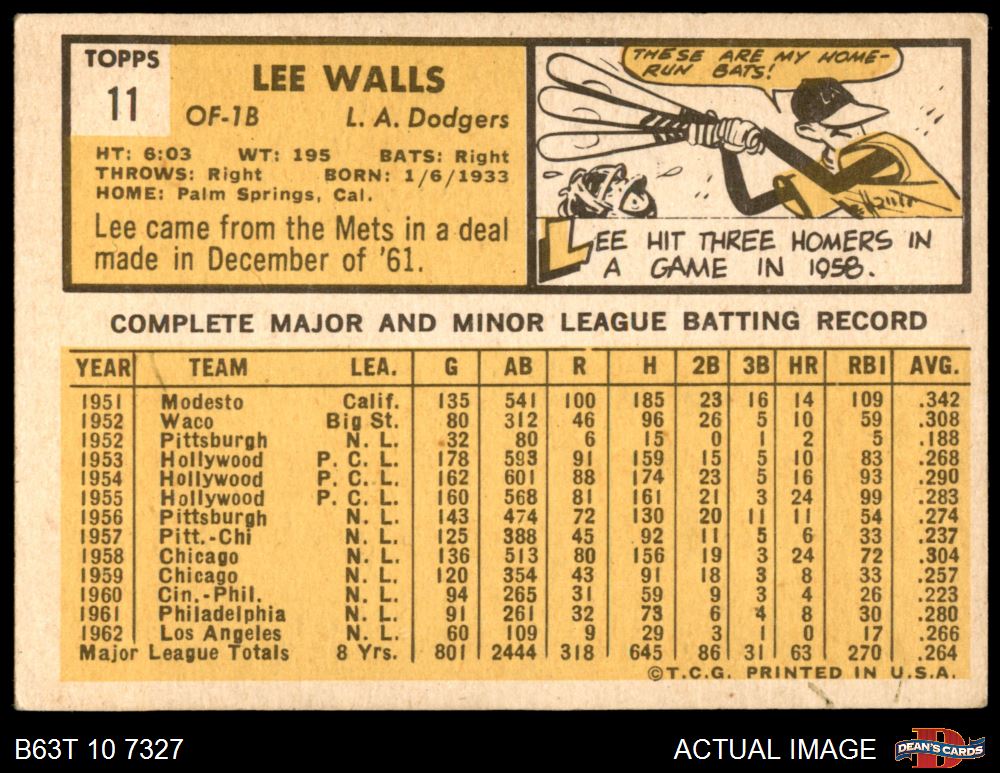 TOPPS
11
LEE WALLS
OF-1B L. A. Dodgers
HT: 6:03 WT: 195 BATS: Right
THROWS: Right BORN: 1/6/1933
HOME: Palm Springs, Cal.
Lee came from the Mets in a deal
made in December of '61.
THESE ARE MY HOME-
RUN BATS!
LEE HIT THREE HOMERS IN
A GAME IN 1958.
COMPLETE MAJOR AND MINOR LEAGUE BATTING RECORD
YEAR TEAM LEA. G AB R H 2B 3B HR RBI AVG.
1951 Modesto Calif. 135 541 100 185 23 16 14 109 .342
1952 Waco Big St. 80 312 46 96 26 5 10 59 .308
1952 Pittsburgh N. L. 32 80 6 15 0 1 2 5 .188
1953 Hollywood P. C. L. 178 593 91 159 15 5 10 83 .268
1954 Hollywood P. C. L. 162 601 88 174 23 5 16 93 .290
1955 Hollywood P. C. L. 160 568 81 161 21 3 24 99 .283
1956 Pittsburgh N. L. 143 474 72 130 20 11 11 54 .274
1957 Pitt.-Chi N. L. 125 388 45 92 11 5 6 33 .237
1958 Chicago N. L. 136 513 80 156 19 3 24 72 .304
1959 Chicago N. L. 120 354 43 91 18 3 8 33 .257
1960 Cin.-Phil. N. L. 94 265 31 59 9 3 4 26 .223
1961 Philadelphia N. L. 91 261 32 73 6 4 8 30 .280
1962 Los Angeles N. L. 60 109 9 29 3 1 0 17 .266
Major League Totals 8 Yrs. 801 2444 318 645 86 31 63 270 .264
©T.C.G. PRINTED IN U.S.A.
B63T 10 7327 ACTUAL IMAGE
D
DEAN'S CARDS